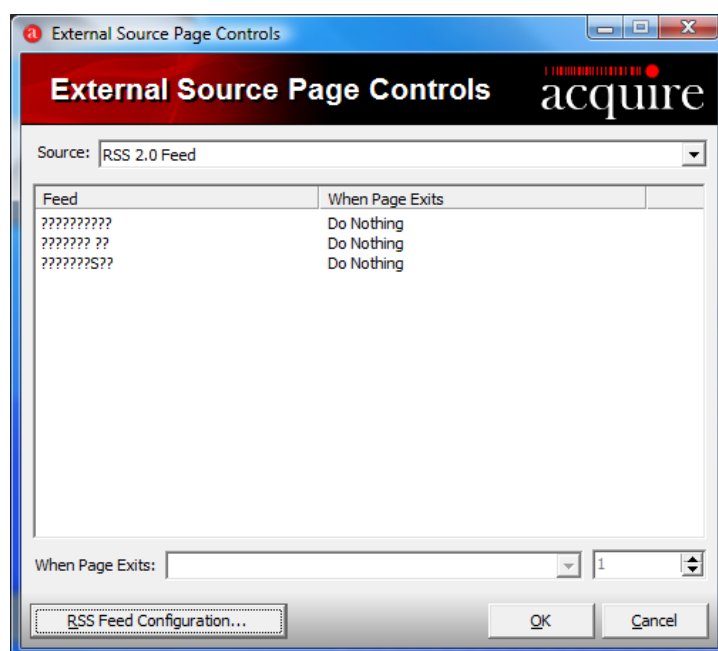 External Source Page Controls
External Source Page Controls
acquire
Source: RSS 2.0 Feed
Feed When Page Exits
?????????? Do Nothing
??????? ?? Do Nothing
???????S?? Do Nothing
When Page Exits: 1
RSS Feed Configuration... OK Cancel